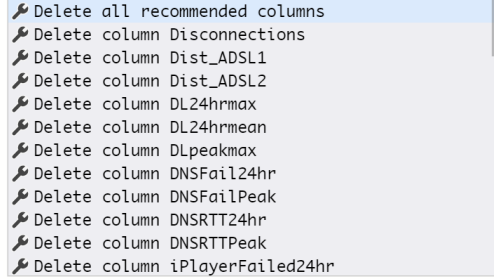 Delete all recommended columns
Delete column Disconnections
Delete column Dist_ADSL1
Delete column Dist_ADSL2
Delete column DL24hrmax
Delete column DL24hrmean
Delete column DLpeakmax
Delete column DNSFail24hr
Delete column DNSFailPeak
Delete column DNSRTT24hr
Delete column DNSRTTPeak
Delete column iPlayerFailed24hr